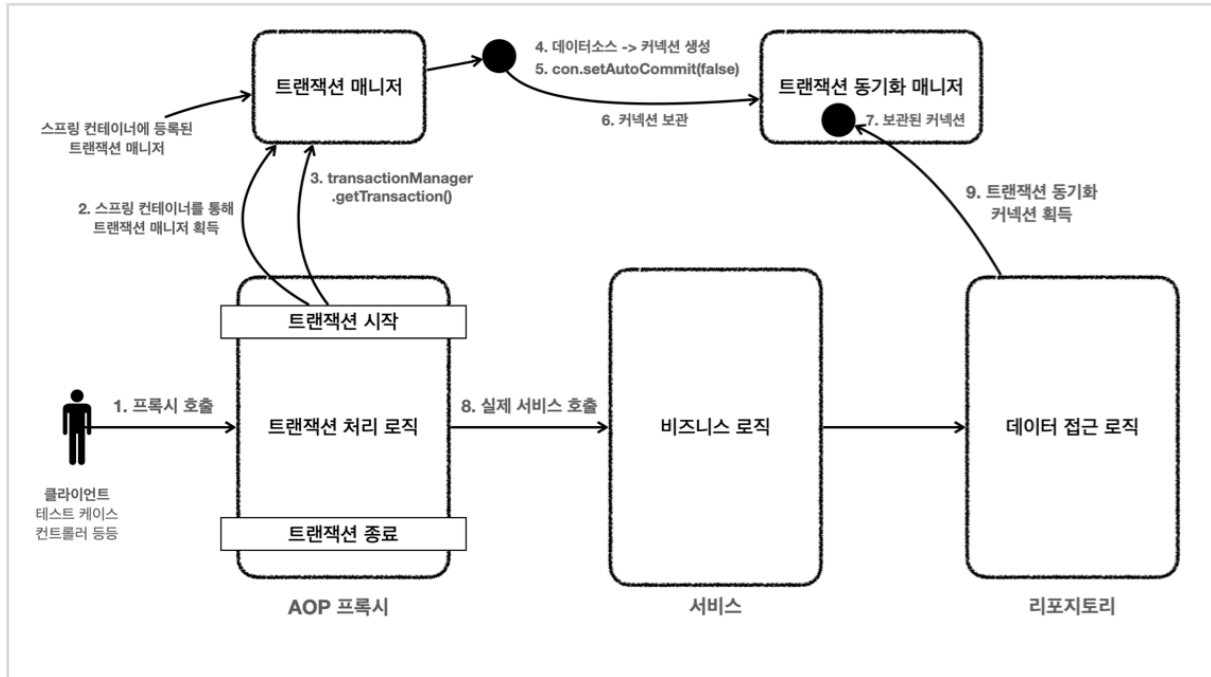 트랜잭션 매니저
4. 데이터소스 -> 커넥션 생성
5. con.setAutoCommit(false)
트랜잭션 동기화 매니저
6. 커넥션 보관
7. 보관된 커넥션
스프링 컨테이너에 등록된
트랜잭션 매니저
3. transactionManager
.getTransaction()
2. 스프링 컨테이너를 통해
트랜잭션 매니저 획득
9. 트랜잭션 동기화
커넥션 획득
트랜잭션 시작
1. 프록시 호출
트랜잭션 처리 로직
8. 실제 서비스 호출
비즈니스 로직
데이터 접근 로직
클라이언트
테스트 케이스
컨트롤러 등등
트랜잭션 종료
AOP 프록시
서비스
리포지토리